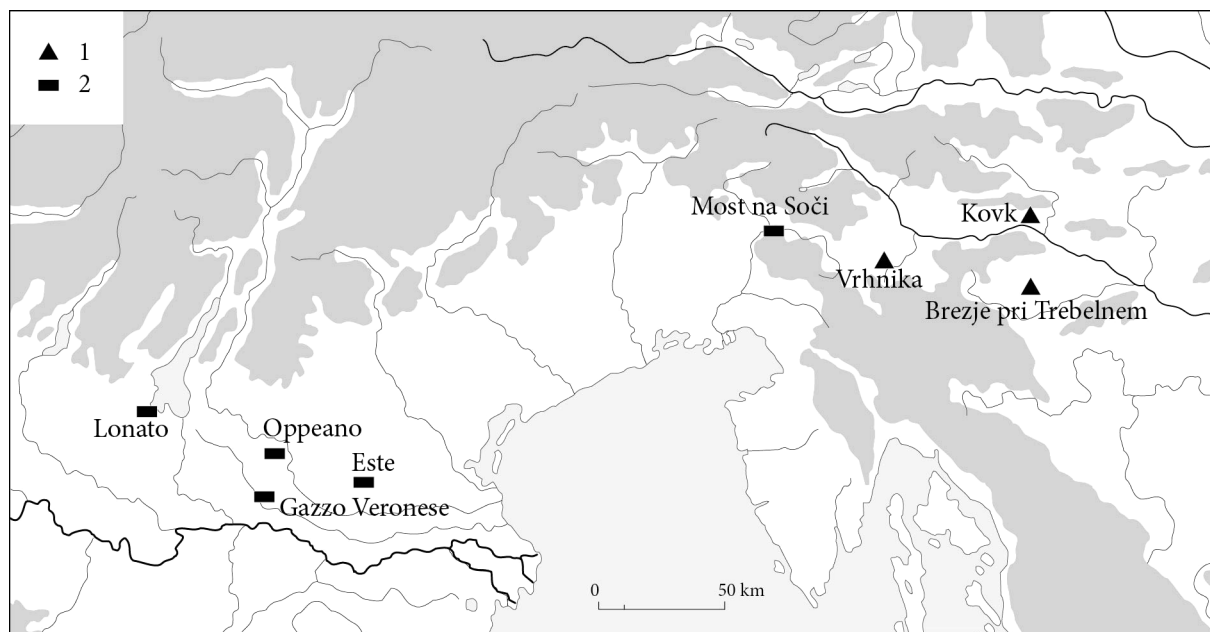 1
2
Most na Soči
Kovk
Vrhnika
Brezje pri Trebelnem
Lonato
Oppeano
Este
Gazzo Veronese
0 50 km